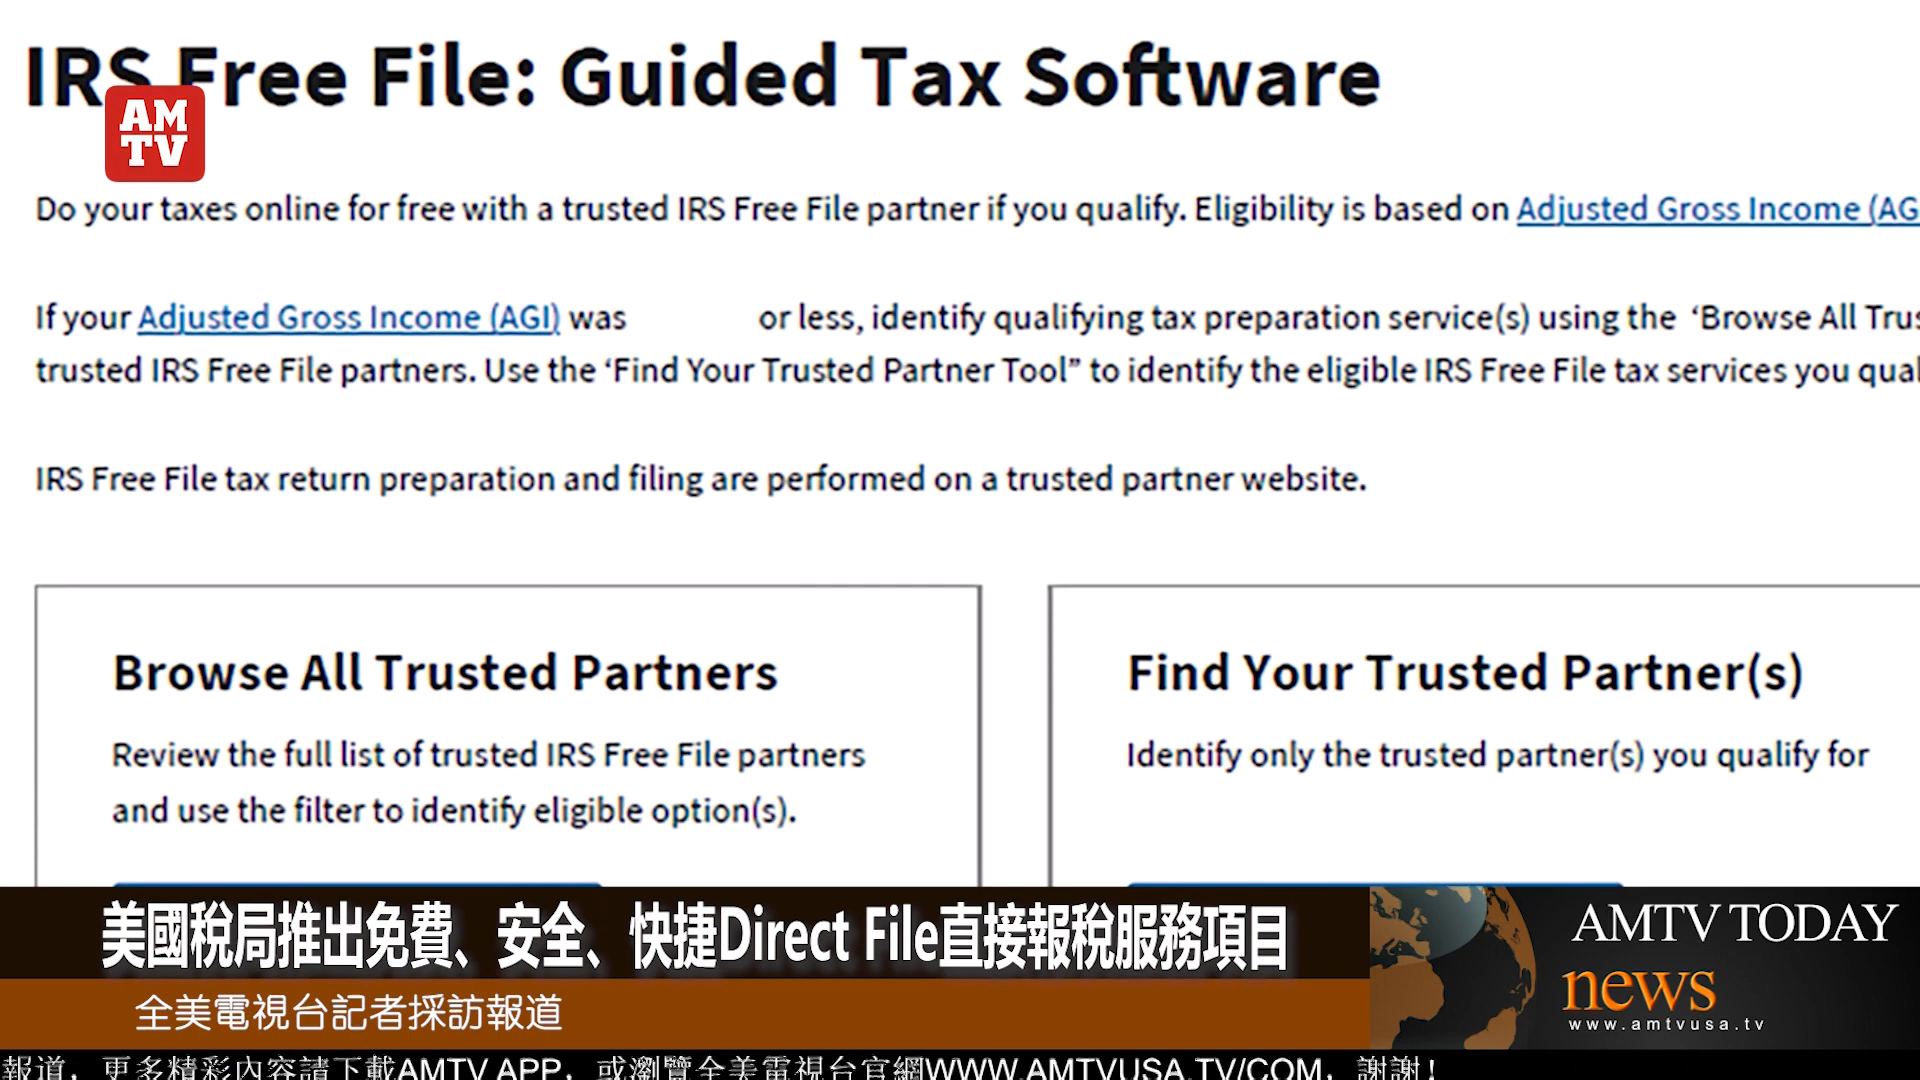 IRS Free File: Guided Tax Software
AM
TV
Do your taxes online for free with a trusted IRS Free File partner if you qualify. Eligibility is based on Adjusted Gross Income (AG
If your Adjusted Gross Income (AGI) was or less, identify qualifying tax preparation service(s) using the ‘Browse All Trus
trusted IRS Free File partners. Use the ‘Find Your Trusted Partner Tool” to identify the eligible IRS Free File tax services you qual
IRS Free File tax return preparation and filing are performed on a trusted partner website.
Browse All Trusted Partners
Review the full list of trusted IRS Free File partners
and use the filter to identify eligible option(s).
Find Your Trusted Partner(s)
Identify only the trusted partner(s) you qualify for
美國稅局推出免費、安全、快捷Direct File直接報稅服務項目
全美電視台記者採訪報道
AMTV TODAY
news
www.amtvusa.tv
報道，更多精彩內容請下載AMTV APP，或瀏覽全美電視台官網WWW.AMTVUSA.TV/COM，謝謝！